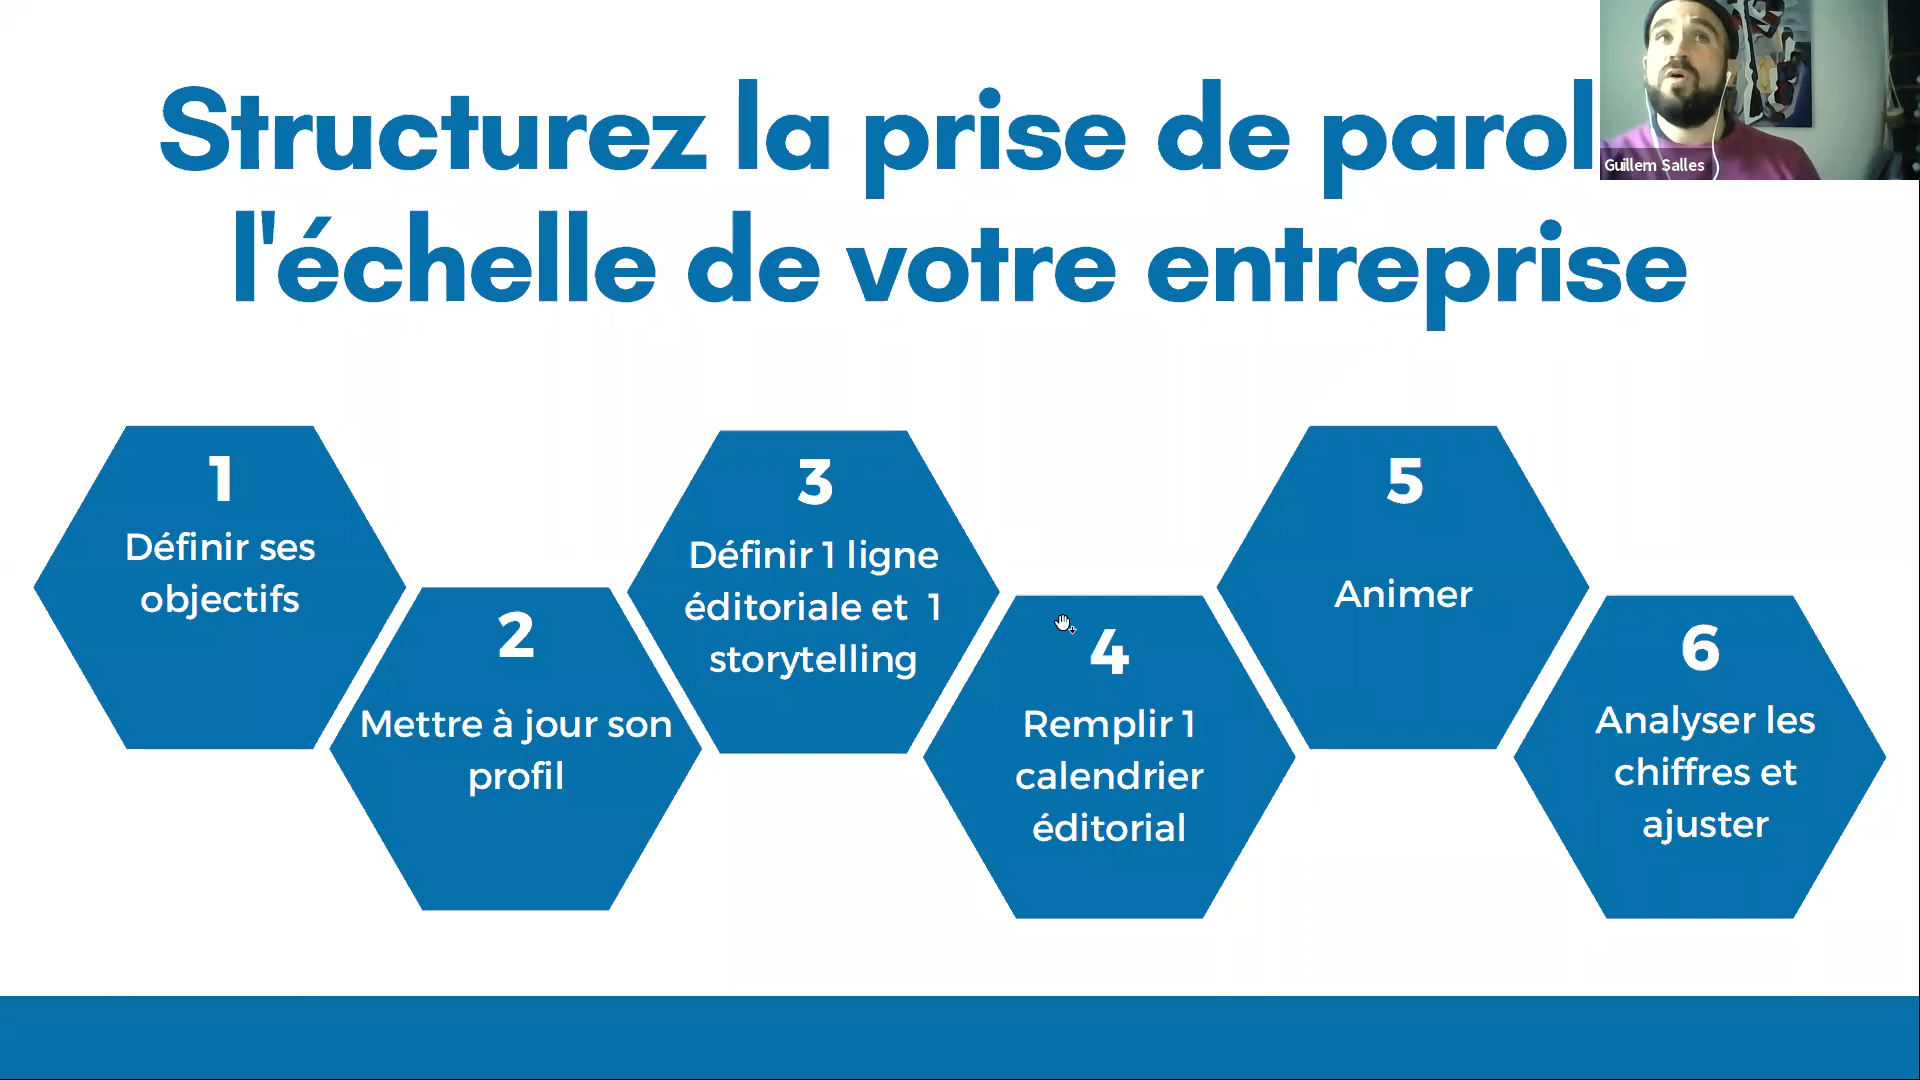 Structurez la prise de parol
l'échelle de votre entreprise
Guillem Salles
1
Définir ses
objectifs
2
Mettre à jour son
profil
3
Définir 1 ligne
éditoriale et 1
storytelling
4
Remplir 1
calendrier
éditorial
5
Animer
6
Analyser les
chiffres et
ajuster